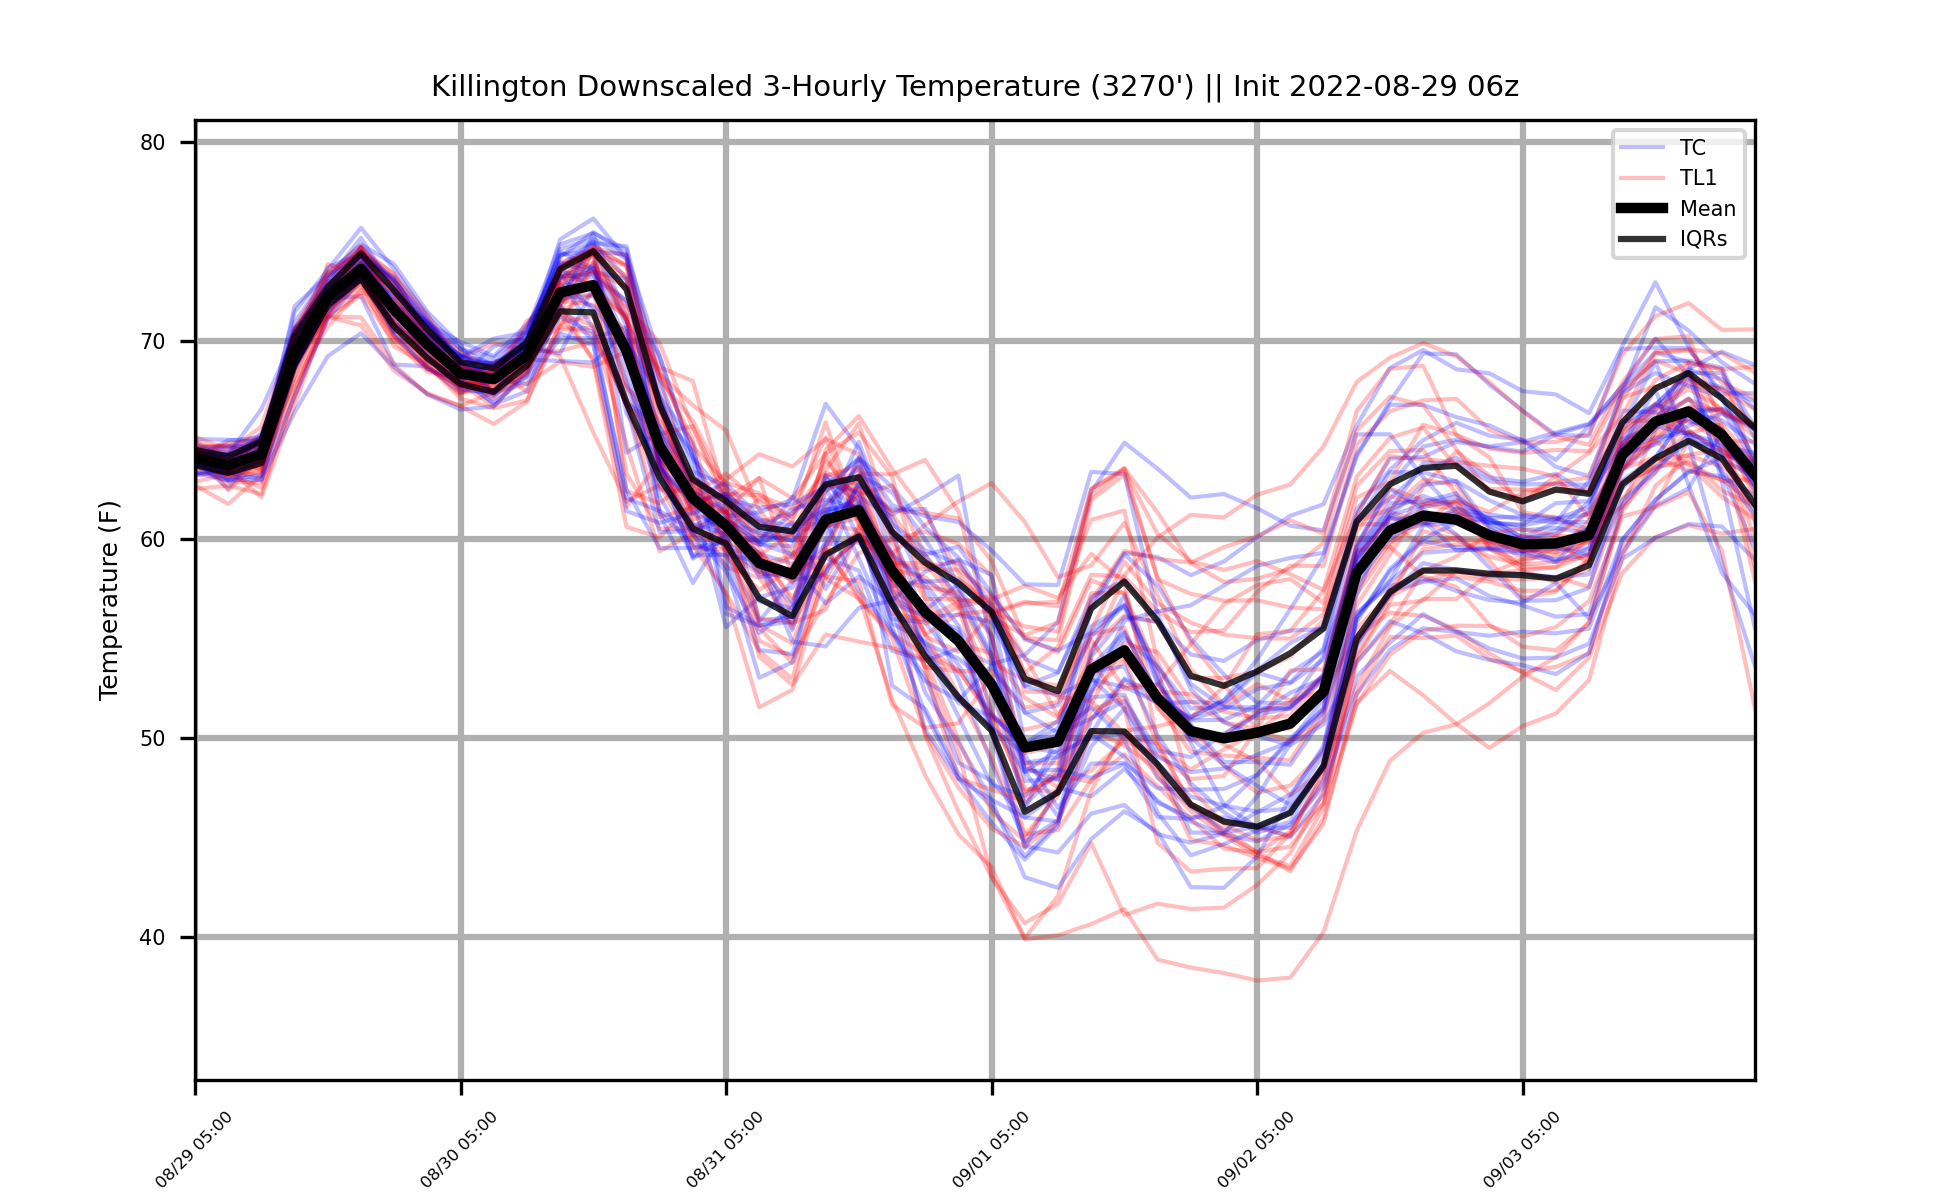 Killington Downscaled 3-Hourly Temperature (3270') || Init 2022-08-29 06z
TC
TL1
Mean
IQRs
Temperature (F)
80
70
60
50
40
08/29 05:00
08/30 05:00
08/31 05:00
09/01 05:00
09/02 05:00
09/03 05:00